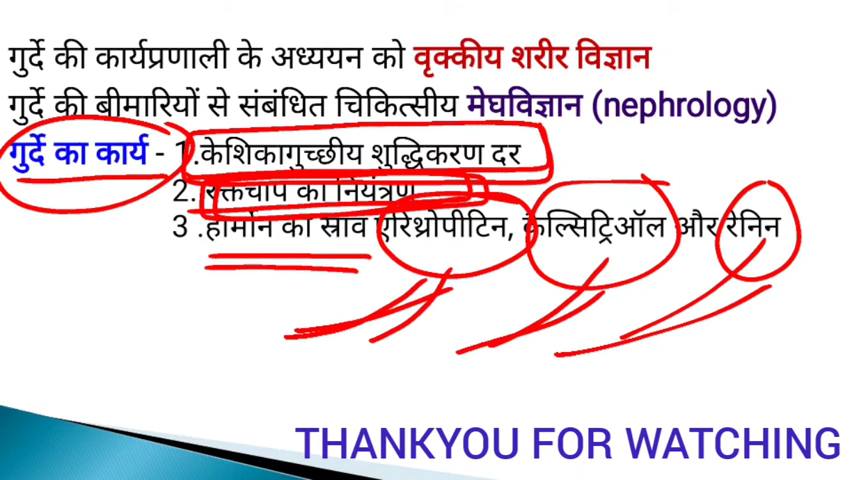 गुर्दे की कार्यप्रणाली के अध्ययन को वृक्कीय शरीर विज्ञान
गुर्दे की बीमारियों से संबंधित चिकित्सीय मेघविज्ञान (nephrology)
गुर्दे का कार्य - 1 .केशिकागुच्छीय शुद्धिकरण दर
2. रक्तचाप का नियंत्रण
3 .हार्मोन का स्राव एरिथ्रोपीटिन, कैल्सिट्रिऑल और रेनिन
THANKYOU FOR WATCHING